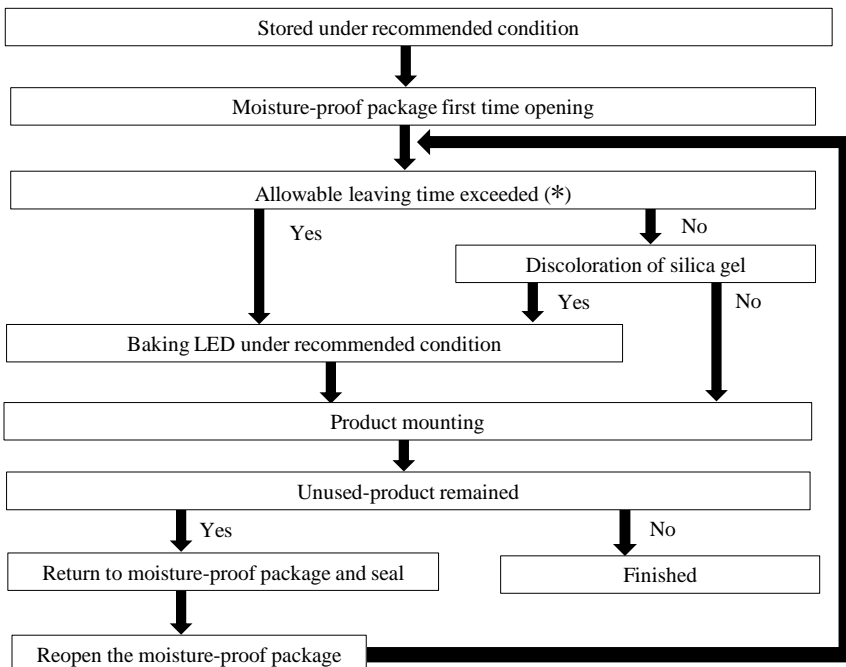 Stored under recommended condition
Moisture-proof package first time opening
Allowable leaving time exceeded (*)
Yes
No
Discoloration of silica gel
Yes
No
Baking LED under recommended condition
Product mounting
Unused-product remained
Yes
No
Return to moisture-proof package and seal
Finished
Reopen the moisture-proof package